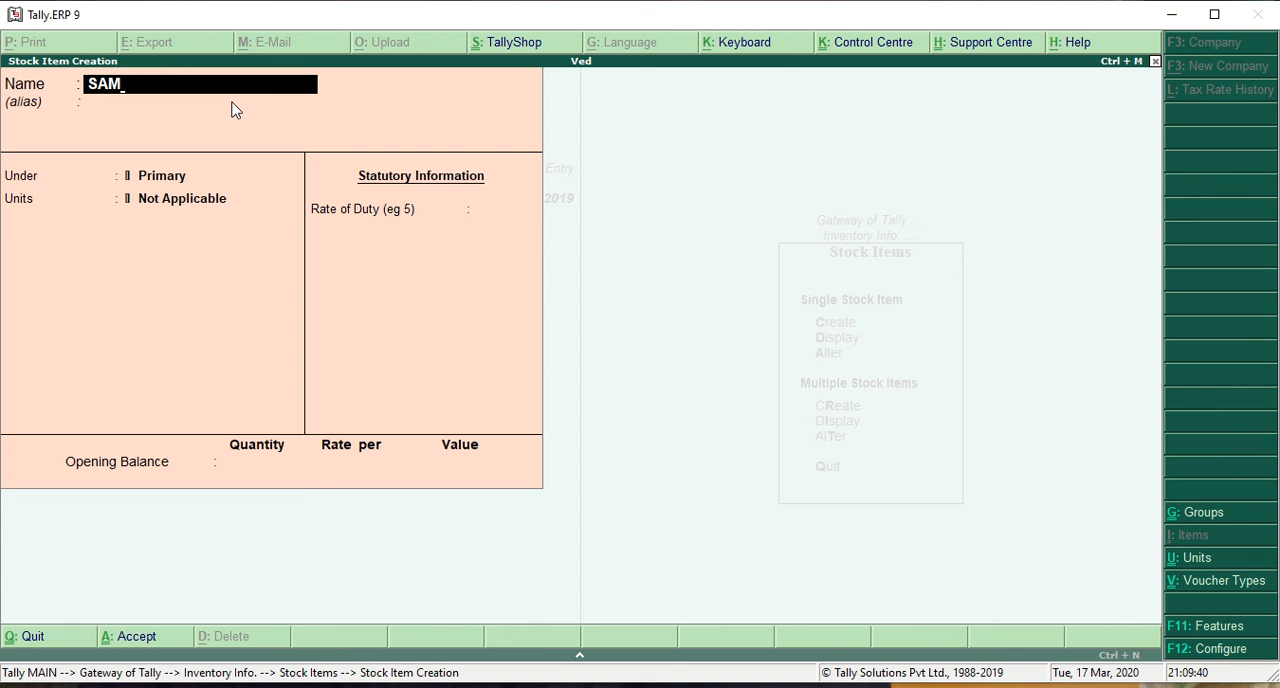 Tally.ERP 9
P: Print
E: Export
M: E-Mail
O: Upload
S: TallyShop
G: Language
K: Keyboard
K: Control Centre
H: Support Centre
H: Help
Stock Item Creation
Ved
Ctrl + M
Name : SAM
(alias) :
Under : Primary
Units : Not Applicable
Statutory Information
Rate of Duty (eg 5) :
Quantity Rate per Value
Opening Balance :
Entry
2019
Gateway of Tally ...
Inventory Info. ....
Stock Items
Single Stock Item
Create
Display
Alter
Multiple Stock Items
CReate
DIsplay
AlTer
Quit
F3: Company
F3: New Company
L: Tax Rate History
G: Groups
I: Items
U: Units
V: Voucher Types
F11: Features
F12: Configure
Q: Quit
A: Accept
D: Delete
Ctrl + N
Tally MAIN --> Gateway of Tally --> Inventory Info. --> Stock Items --> Stock Item Creation
© Tally Solutions Pvt Ltd., 1988-2019
Tue, 17 Mar, 2020
21:09:40